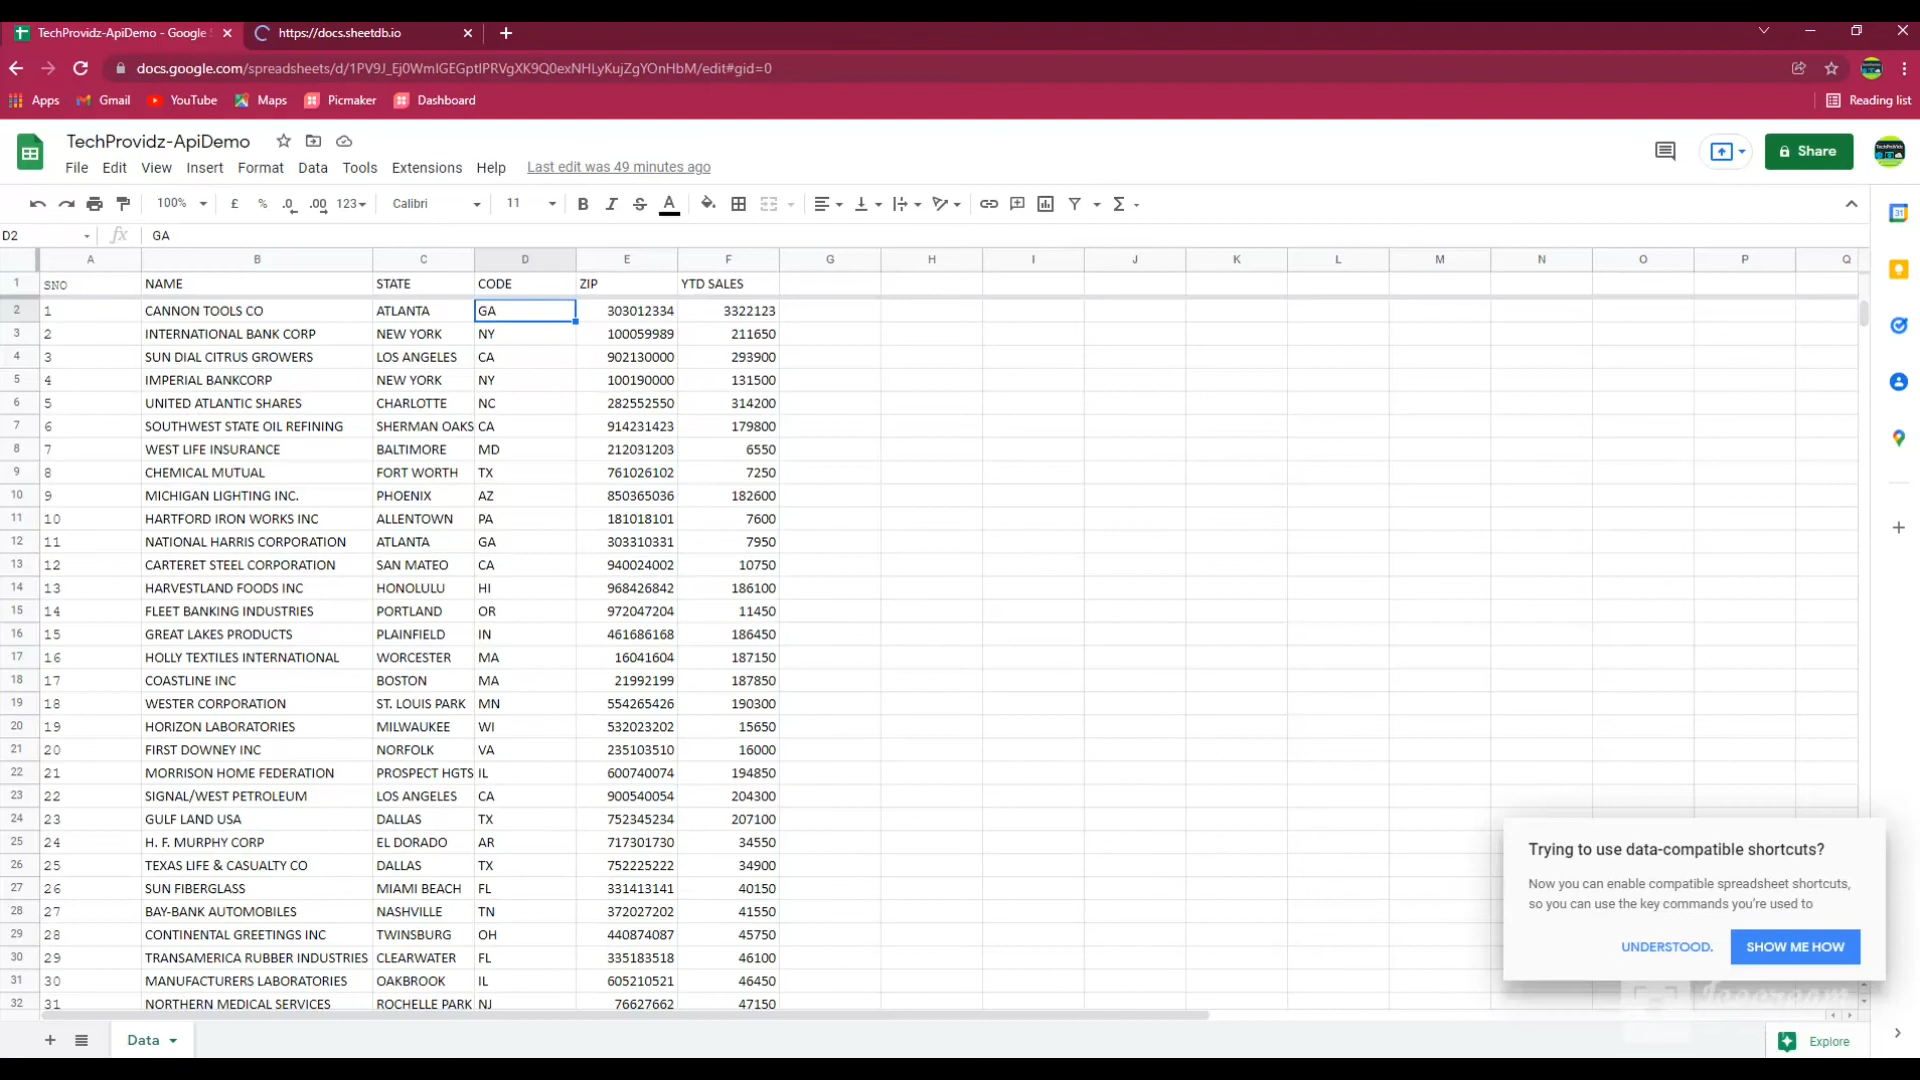 TechProvidz-ApiDemo - Google S
https://docs.sheetdb.io
docs.google.com/spreadsheets/d/1PV9J_Ej0WmIGEGptIPRVgXK9Q0exNHLyKujZgYOnHbM/edit#gid=0
Apps Gmail YouTube Maps Picmaker Dashboard Reading list
TechProvidz-ApiDemo
Share
File Edit View Insert Format Data Tools Extensions Help Last edit was 49 minutes ago
100% £ % .0 .00 123 Calibri 11 B I S A Σ
D2 fx GA
A B C D E F G H I J K L M N O P Q
1 SNO NAME STATE CODE ZIP YTD SALES
2 1 CANNON TOOLS CO ATLANTA GA 303012334 3322123
3 2 INTERNATIONAL BANK CORP NEW YORK NY 100059989 211650
4 3 SUN DIAL CITRUS GROWERS LOS ANGELES CA 902130000 293900
5 4 IMPERIAL BANKCORP NEW YORK NY 100190000 131500
6 5 UNITED ATLANTIC SHARES CHARLOTTE NC 282552550 314200
7 6 SOUTHWEST STATE OIL REFINING SHERMAN OAKS CA 914231423 179800
8 7 WEST LIFE INSURANCE BALTIMORE MD 212031203 6550
9 8 CHEMICAL MUTUAL FORT WORTH TX 761026102 7250
10 9 MICHIGAN LIGHTING INC. PHOENIX AZ 850365036 182600
11 10 HARTFORD IRON WORKS INC ALLENTOWN PA 181018101 7600
12 11 NATIONAL HARRIS CORPORATION ATLANTA GA 303310331 7950
13 12 CARTERET STEEL CORPORATION SAN MATEO CA 940024002 10750
14 13 HARVESTLAND FOODS INC HONOLULU HI 968426842 186100
15 14 FLEET BANKING INDUSTRIES PORTLAND OR 972047204 11450
16 15 GREAT LAKES PRODUCTS PLAINFIELD IN 461686168 186450
17 16 HOLLY TEXTILES INTERNATIONAL WORCESTER MA 16041604 187150
18 17 COASTLINE INC BOSTON MA 21992199 187850
19 18 WESTER CORPORATION ST. LOUIS PARK MN 554265426 190300
20 19 HORIZON LABORATORIES MILWAUKEE WI 532023202 15650
21 20 FIRST DOWNEY INC NORFOLK VA 235103510 16000
22 21 MORRISON HOME FEDERATION PROSPECT HGTS IL 600740074 194850
23 22 SIGNAL/WEST PETROLEUM LOS ANGELES CA 900540054 204300
24 23 GULF LAND USA DALLAS TX 752345234 207100
25 24 H. F. MURPHY CORP EL DORADO AR 717301730 34550
26 25 TEXAS LIFE & CASUALTY CO DALLAS TX 752225222 34900
27 26 SUN FIBERGLASS MIAMI BEACH FL 331413141 40150
28 27 BAY-BANK AUTOMOBILES NASHVILLE TN 372027202 41550
29 28 CONTINENTAL GREETINGS INC TWINSBURG OH 440874087 45750
30 29 TRANSAMERICA RUBBER INDUSTRIES CLEARWATER FL 335183518 46100
31 30 MANUFACTURERS LABORATORIES OAKBROOK IL 605210521 46450
32 31 NORTHERN MEDICAL SERVICES ROCHELLE PARK NJ 76627662 47150
Trying to use data-compatible shortcuts?
Now you can enable compatible spreadsheet shortcuts,
so you can use the key commands you're used to
UNDERSTOOD. SHOW ME HOW
Data
Explore